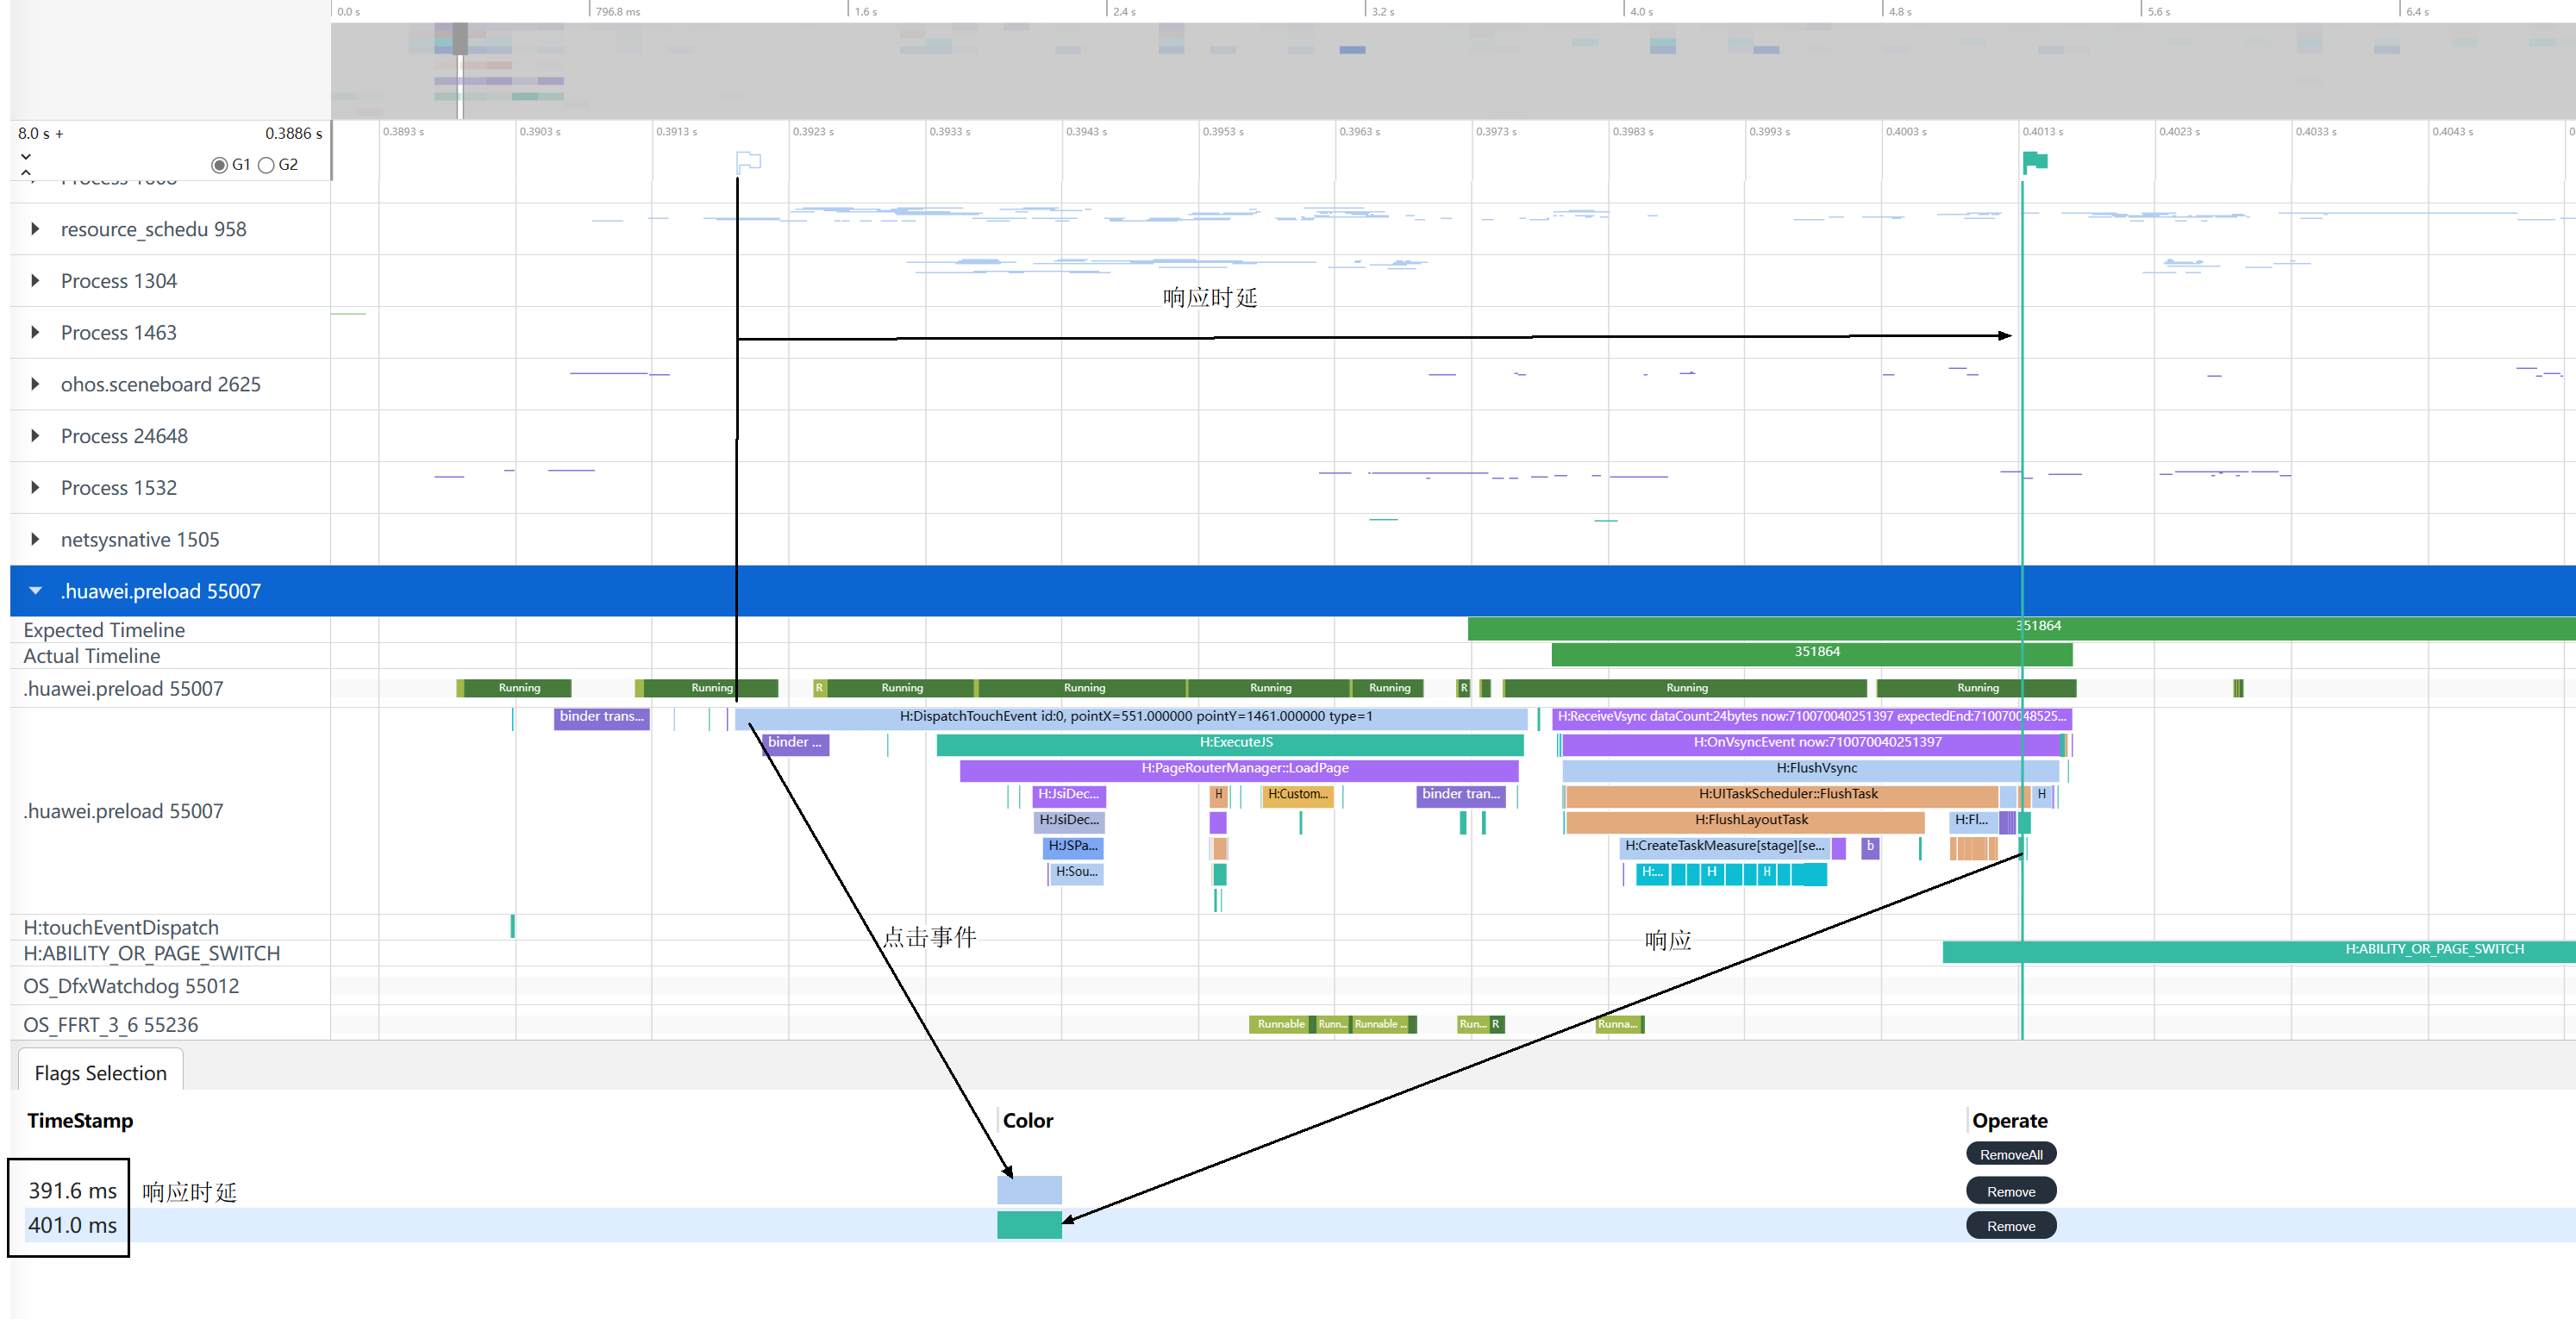 0.0 s 796.8 ms 1.6 s 2.4 s 3.2 s 4.0 s 4.8 s 5.6 s 6.4 s
8.0 s + 0.3886 s 0.3893 s 0.3903 s 0.3913 s 0.3923 s 0.3933 s 0.3943 s 0.3953 s 0.3963 s 0.3973 s 0.3983 s 0.3993 s 0.4003 s 0.4013 s 0.4023 s 0.4033 s 0.4043 s
G1 G2
resource_schedu 958
Process 1304
响应时延
Process 1463
ohos.sceneboard 2625
Process 24648
Process 1532
netsysnative 1505
.huawei.preload 55007
Expected Timeline 351864
Actual Timeline 351864
.huawei.preload 55007 Running Running R Running Running Running Running R Running Running
binder trans... H:DispatchTouchEvent id:0, pointX=551.000000 pointY=1461.000000 type=1 H:ReceiveVsync dataCount:24bytes now:710070040251397 expectedEnd:710070048525...
binder ... H:ExecuteJS H:OnVsyncEvent now:710070040251397
H:PageRouterManager::LoadPage H:FlushVsync
H:JsiDec... H H:Custom... binder tran... H:UITaskScheduler::FlushTask H
.huawei.preload 55007 H:JsiDec... H:FlushLayoutTask H:Fl...
H:JSPa... H:CreateTaskMeasure[stage][se... b
H:Sou... H:... H H
H:touchEventDispatch
点击事件 响应
H:ABILITY_OR_PAGE_SWITCH H:ABILITY_OR_PAGE_SWITCH
OS_DfxWatchdog 55012
OS_FFRT_3_6 55236 Runnable Runn... Runnable ... Run... R Runna...
Flags Selection
TimeStamp Color Operate
RemoveAll
391.6 ms 响应时延 Remove
401.0 ms Remove